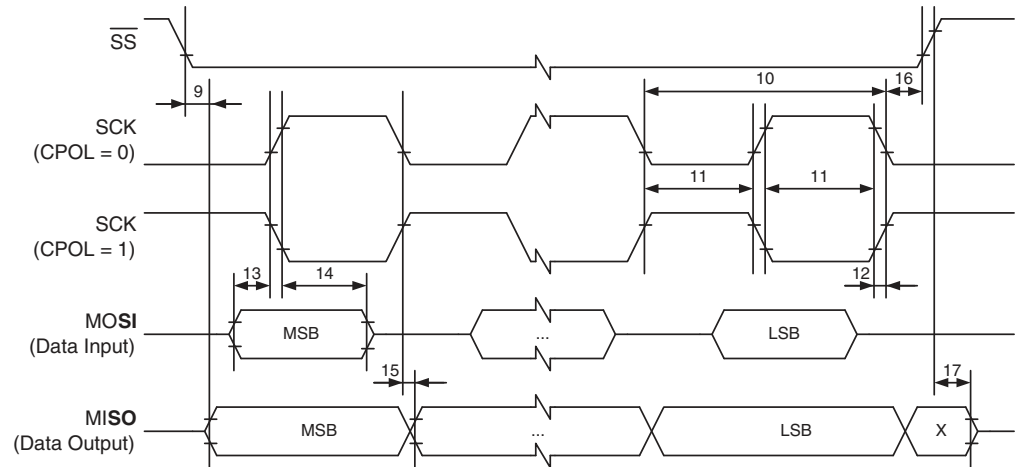 SS
9
10
16
SCK
(CPOL = 0)
11
11
SCK
(CPOL = 1)
13
14
12
MOSI
(Data Input)
MSB
...
LSB
15
17
MISO
(Data Output)
MSB
...
LSB
X